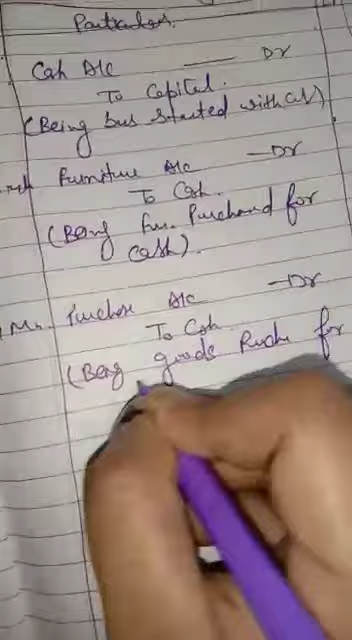 Particulars.
Cash A/c —— Dr
To Capital.
(Being bus started with cash)
Furniture A/c —Dr
To Cash.
(Being fur. Purchased for
cash).
Purchase A/c —Dr
To Cash.
(Being goods for